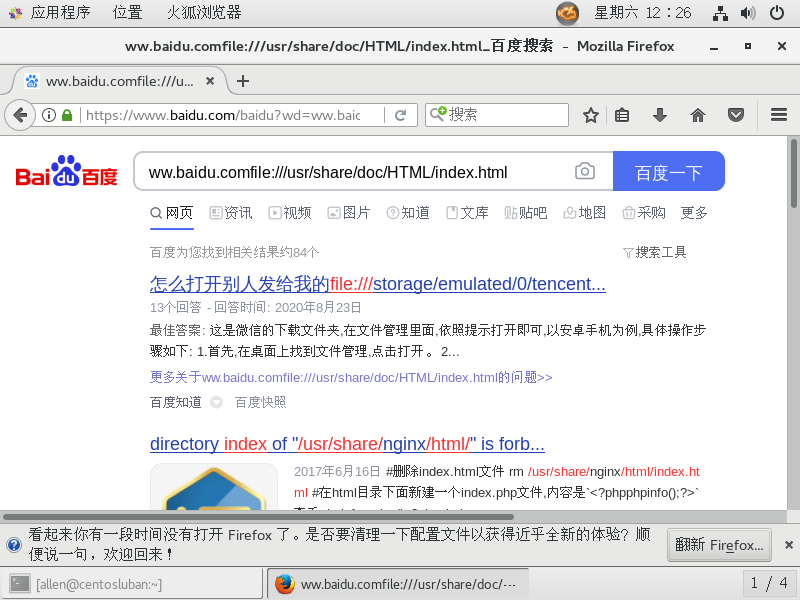 应用程序 位置 火狐浏览器 星期六 12：26
ww.baidu.comfile:///usr/share/doc/HTML/index.html_百度搜索 - Mozilla Firefox
ww.baidu.comfile:///u...
https://www.baidu.com/baidu?wd=ww.baic 搜索
Bai du 百度 ww.baidu.comfile:///usr/share/doc/HTML/index.html 百度一下
网页 资讯 视频 图片 知道 文库 贴吧 地图 采购 更多
百度为您找到相关结果约84个 搜索工具
怎么打开别人发给我的file:///storage/emulated/0/tencent...
13个回答 - 回答时间: 2020年8月23日
最佳答案: 这是微信的下载文件夹,在文件管理里面,依照提示打开即可,以安卓手机为例,具体操作步
骤如下: 1.首先,在桌面上找到文件管理,点击打开。2...
更多关于ww.baidu.comfile:///usr/share/doc/HTML/index.html的问题>>
百度知道 百度快照
directory index of "/usr/share/nginx/html/" is forb...
2017年6月16日 #删除index.html文件 rm /usr/share/nginx/html/index.ht
ml #在html目录下面新建一个index.php文件,内容是`<?phpphpinfo();?>`
看起来你有一段时间没有打开 Firefox 了。是否要清理一下配置文件以获得近乎全新的体验？顺
便说一句，欢迎回来！
翻新 Firefox...
[allen@centosluban:~] ww.baidu.comfile:///usr/share/doc/··· 1 / 4